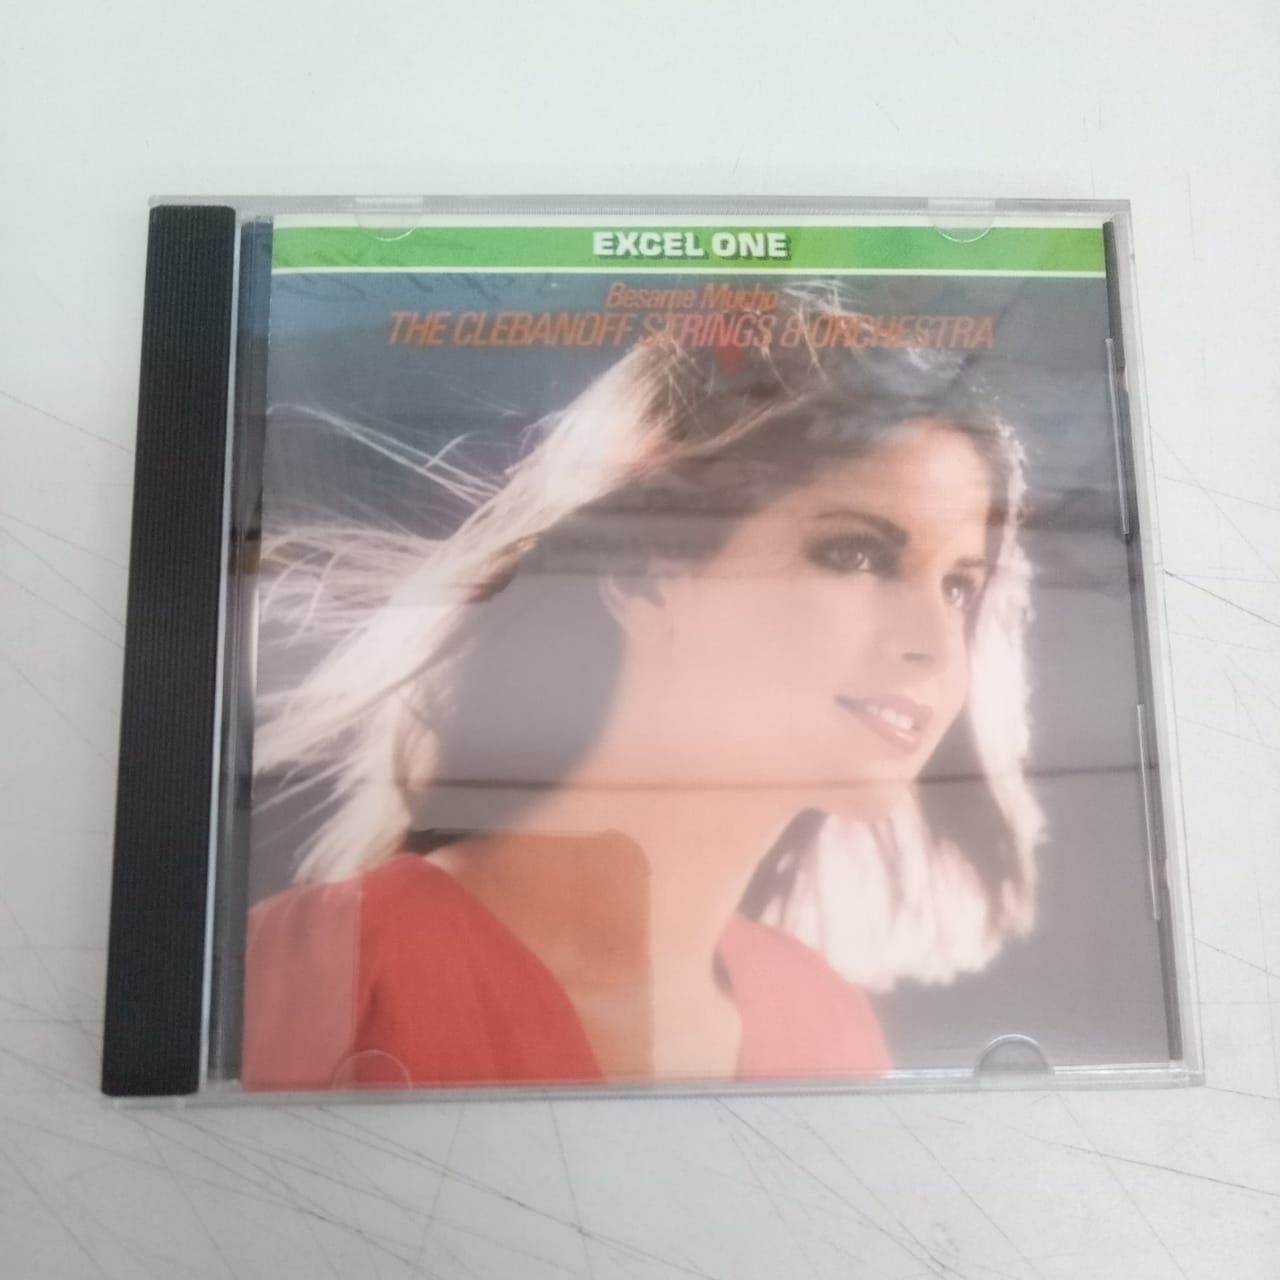 EXCEL ONE
Besame Mucho
THE CLEBANOFF STRINGS & ORCHESTRA